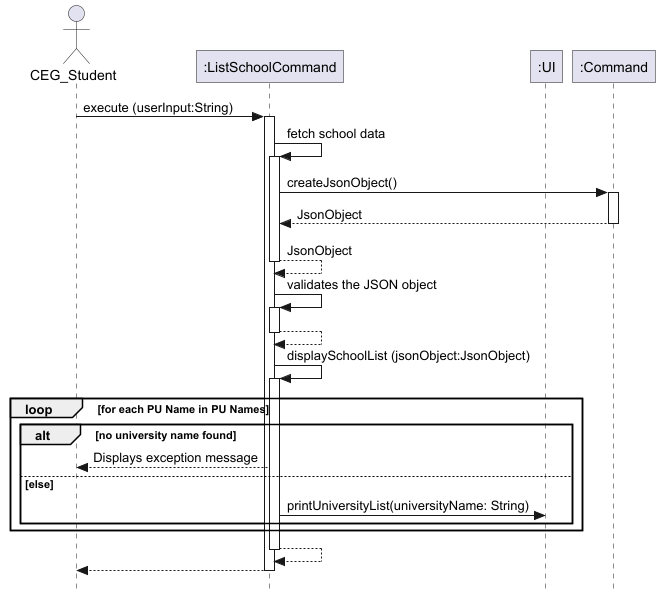 CEG_Student
:ListSchoolCommand
:UI
:Command
execute (userInput:String)
fetch school data
createJsonObject()
JsonObject
JsonObject
validates the JSON object
displaySchoolList (jsonObject:JsonObject)
loop [for each PU Name in PU Names]
alt [no university name found]
Displays exception message
[else]
printUniversityList(universityName: String)